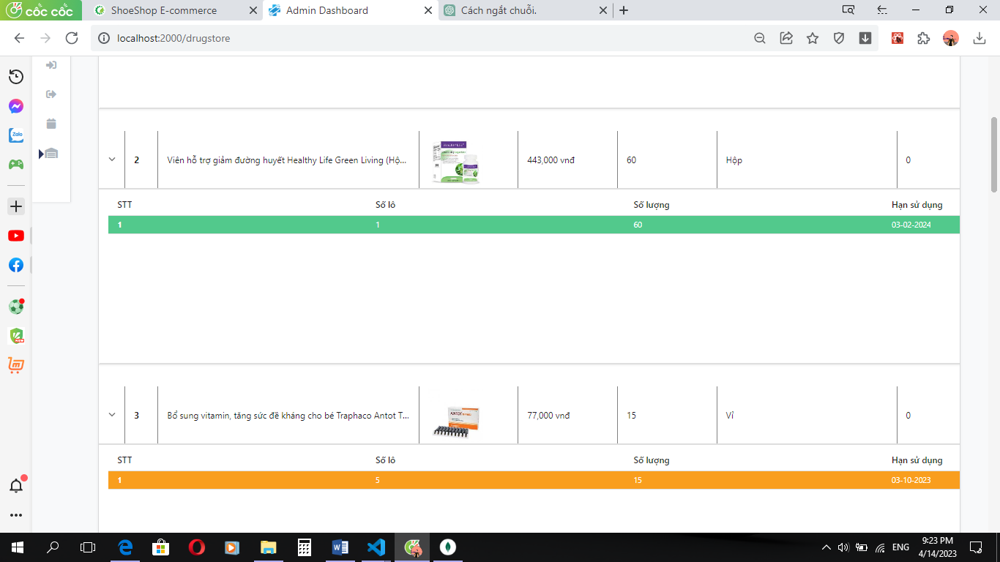 cốc cốc
ShoeShop E-commerce
Admin Dashboard
Cách ngắt chuỗi.
localhost:2000/drugstore
Zalo
2
Viên hỗ trợ giảm đường huyết Healthy Life Green Living (Hộ...
443,000 vnđ
60
Hộp
0
STT
Số lô
Số lượng
Hạn sử dụng
1
1
60
03-02-2024
3
Bổ sung vitamin, tăng sức đề kháng cho bé Traphaco Antot T...
ANTOT
77,000 vnđ
15
Vỉ
0
STT
Số lô
Số lượng
Hạn sử dụng
1
5
15
03-10-2023
ENG
9:23 PM
4/14/2023